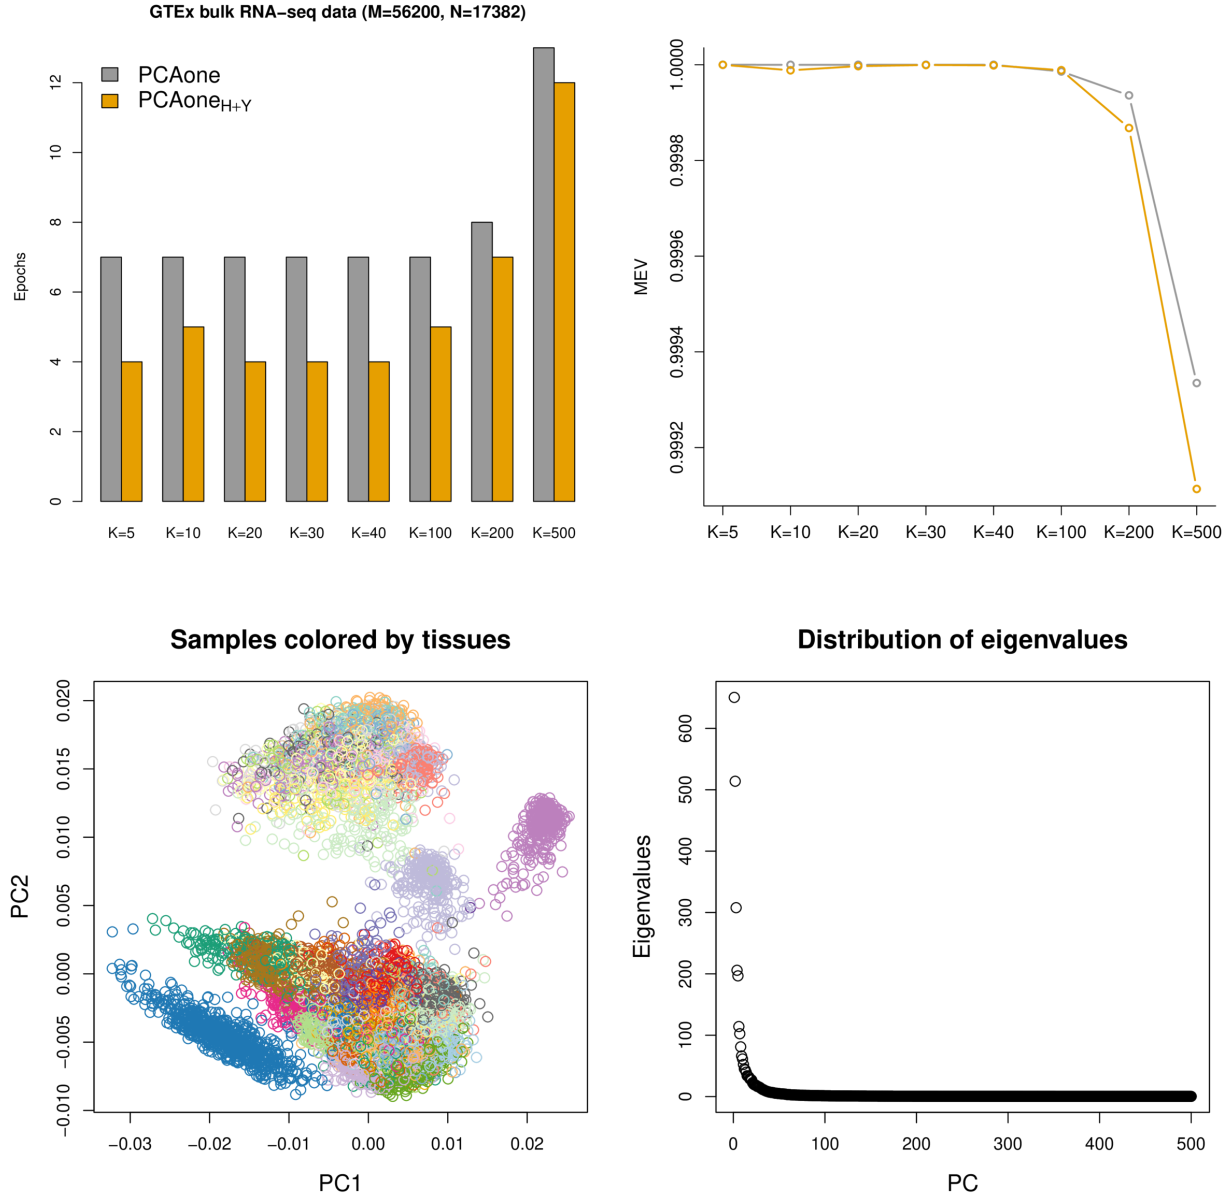 GTEx bulk RNA−seq data (M=56200, N=17382)
PCAone
PCAoneH+Y
Epochs
0
2
4
6
8
10
12
K=5
K=10
K=20
K=30
K=40
K=100
K=200
K=500
MEV
0.9992
0.9994
0.9996
0.9998
1.0000
K=5
K=10
K=20
K=30
K=40
K=100
K=200
K=500
Samples colored by tissues
PC2
−0.010
−0.005
0.000
0.005
0.010
0.015
0.020
−0.03
−0.02
−0.01
0.00
0.01
0.02
PC1
Distribution of eigenvalues
Eigenvalues
0
100
200
300
400
500
600
0
100
200
300
400
500
PC